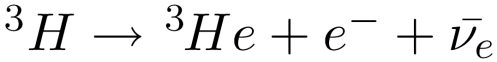 ³H → ³He + e⁻ + ν̄ₑ